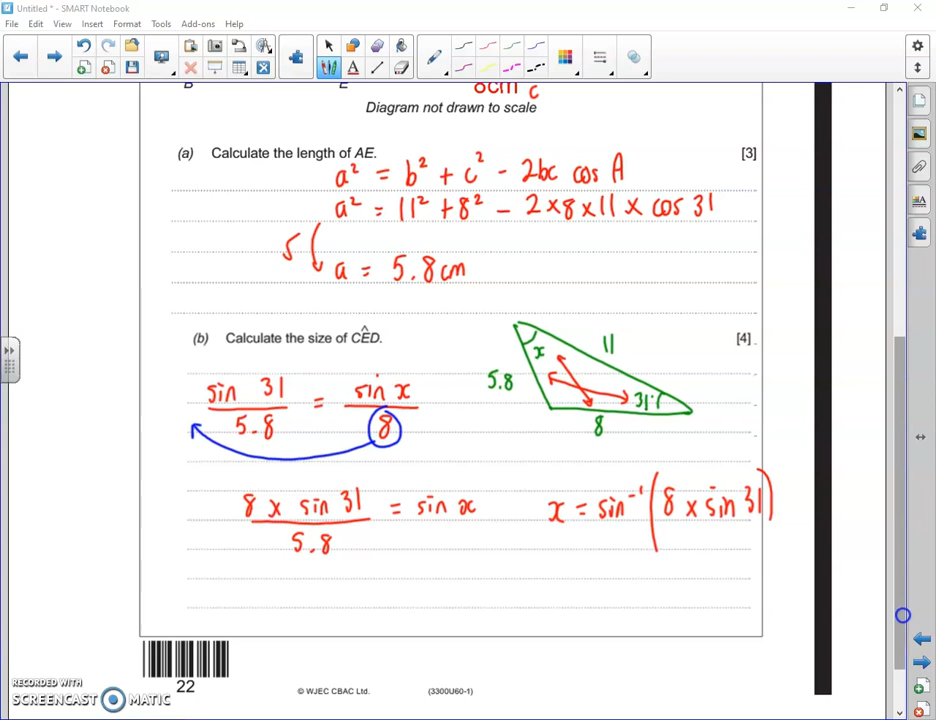 Untitled * - SMART Notebook
File Edit View Insert Format Tools Add-ons Help
B E 8cm c
Diagram not drawn to scale
(a) Calculate the length of AE. [3]
a² = b² + c² - 2bc cos A
a² = 11² + 8² - 2 × 8 × 11 × cos 31
a = 5.8cm
(b) Calculate the size of CÊD. [4]
x 11
5.8 31°
8
sin 31 / 5.8 = sin x / 8
8 × sin 31 / 5.8 = sin x
x = sin⁻¹ (8 × sin 31)
22
© WJEC CBAC Ltd. (3300U60-1)
RECORDED WITH
SCREENCAST MATIC